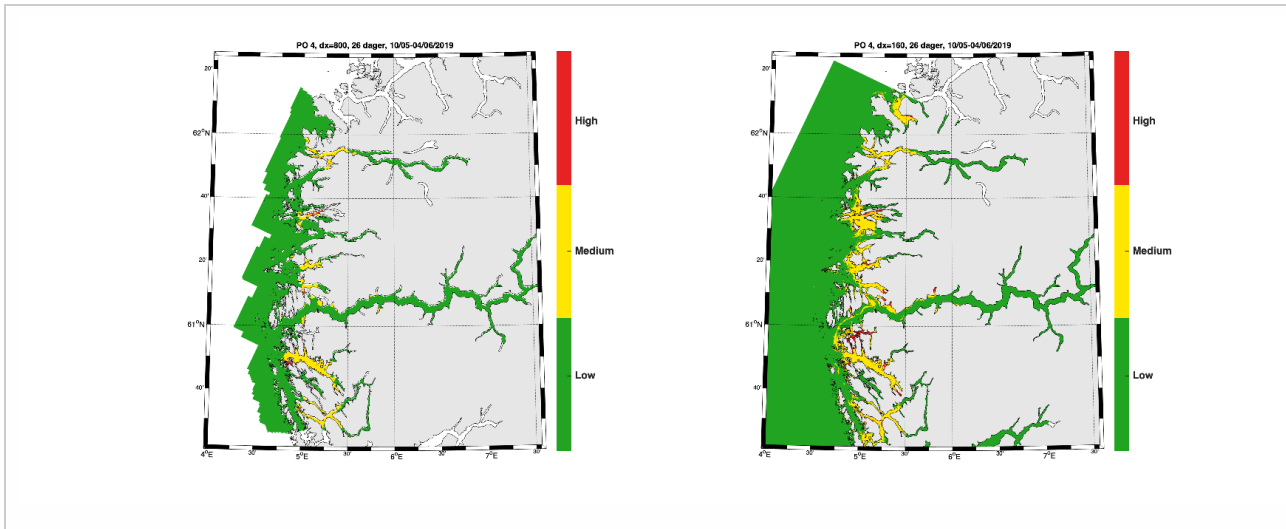 PO 4, dx=800, 26 dager, 10/05-04/06/2019
20'
62°N
40'
20'
61°N
40'
4°E
30'
5°E
30'
6°E
30'
7°E
30'
High
Medium
Low
PO 4, dx=160, 26 dager, 10/05-04/06/2019
20'
62°N
40'
20'
61°N
40'
4°E
30'
5°E
30'
6°E
30'
7°E
30'
High
Medium
Low